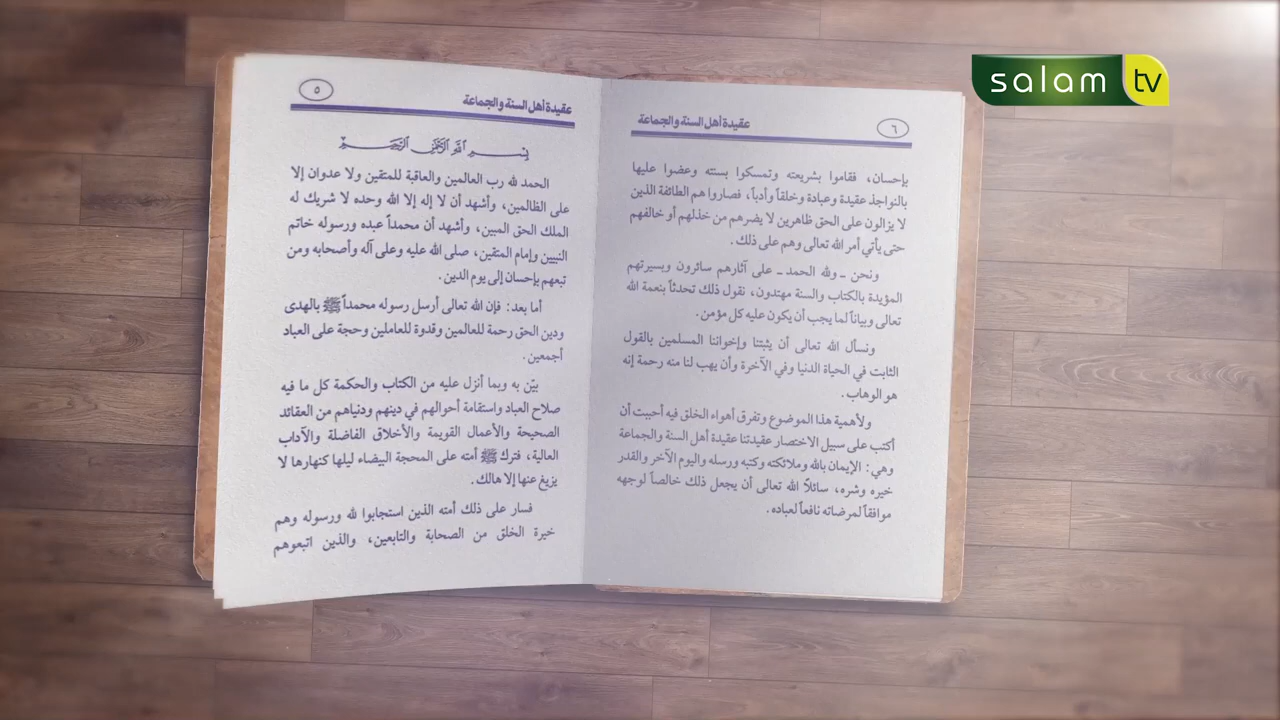 salam tv
٥
عقيدة أهل السنة والجماعة
بسم الله الرحمن الرحيم
الحمد لله رب العالمين والعاقبة للمتقين ولا عدوان إلا
على الظالمين، وأشهد أن لا إله إلا الله وحده لا شريك له
الملك الحق المبين، وأشهد أن محمداً عبده ورسوله خاتم
النبيين وإمام المتقين، صلى الله عليه وعلى آله وأصحابه ومن
تبعهم بإحسان إلى يوم الدين.
أما بعد: فإن الله تعالى أرسل رسوله محمداً ﷺ بالهدى
ودين الحق رحمة للعالمين وقدوة للعاملين وحجة على العباد
أجمعين.
بيّن به وبما أنزل عليه من الكتاب والحكمة كل ما فيه
صلاح العباد واستقامة أحوالهم في دينهم ودنياهم من العقائد
الصحيحة والأعمال القويمة والأخلاق الفاضلة والآداب
العالية، فترك ﷺ أمته على المحجة البيضاء ليلها كنهارها لا
يزيغ عنها إلا هالك.
فسار على ذلك أمته الذين استجابوا لله ورسوله وهم
خيرة الخلق من الصحابة والتابعين، والذين اتبعوهم
عقيدة أهل السنة والجماعة
٦
بإحسان، فقاموا بشريعته وتمسكوا بسنته وعضوا عليها
بالنواجذ عقيدة وعبادة وخلقاً وأدباً، فصاروا هم الطائفة الذين
لا يزالون على الحق ظاهرين لا يضرهم من خذلهم أو خالفهم
حتى يأتي أمر الله تعالى وهم على ذلك.
ونحن ـ ولله الحمد ـ على آثارهم سائرون وبسيرتهم
المؤيدة بالكتاب والسنة مهتدون، نقول ذلك تحدثاً بنعمة الله
تعالى وبياناً لما يجب أن يكون عليه كل مؤمن.
ونسأل الله تعالى أن يثبتنا وإخواننا المسلمين بالقول
الثابت في الحياة الدنيا وفي الآخرة وأن يهب لنا منه رحمة إنه
هو الوهاب.
ولأهمية هذا الموضوع وتفرق أهواء الخلق فيه أحببت أن
أكتب على سبيل الاختصار عقيدتنا عقيدة أهل السنة والجماعة
وهي: الإيمان بالله وملائكته وكتبه ورسله واليوم الآخر والقدر
خيره وشره، سائلاً الله تعالى أن يجعل ذلك خالصاً لوجهه
موافقاً لمرضاته نافعاً لعباده.